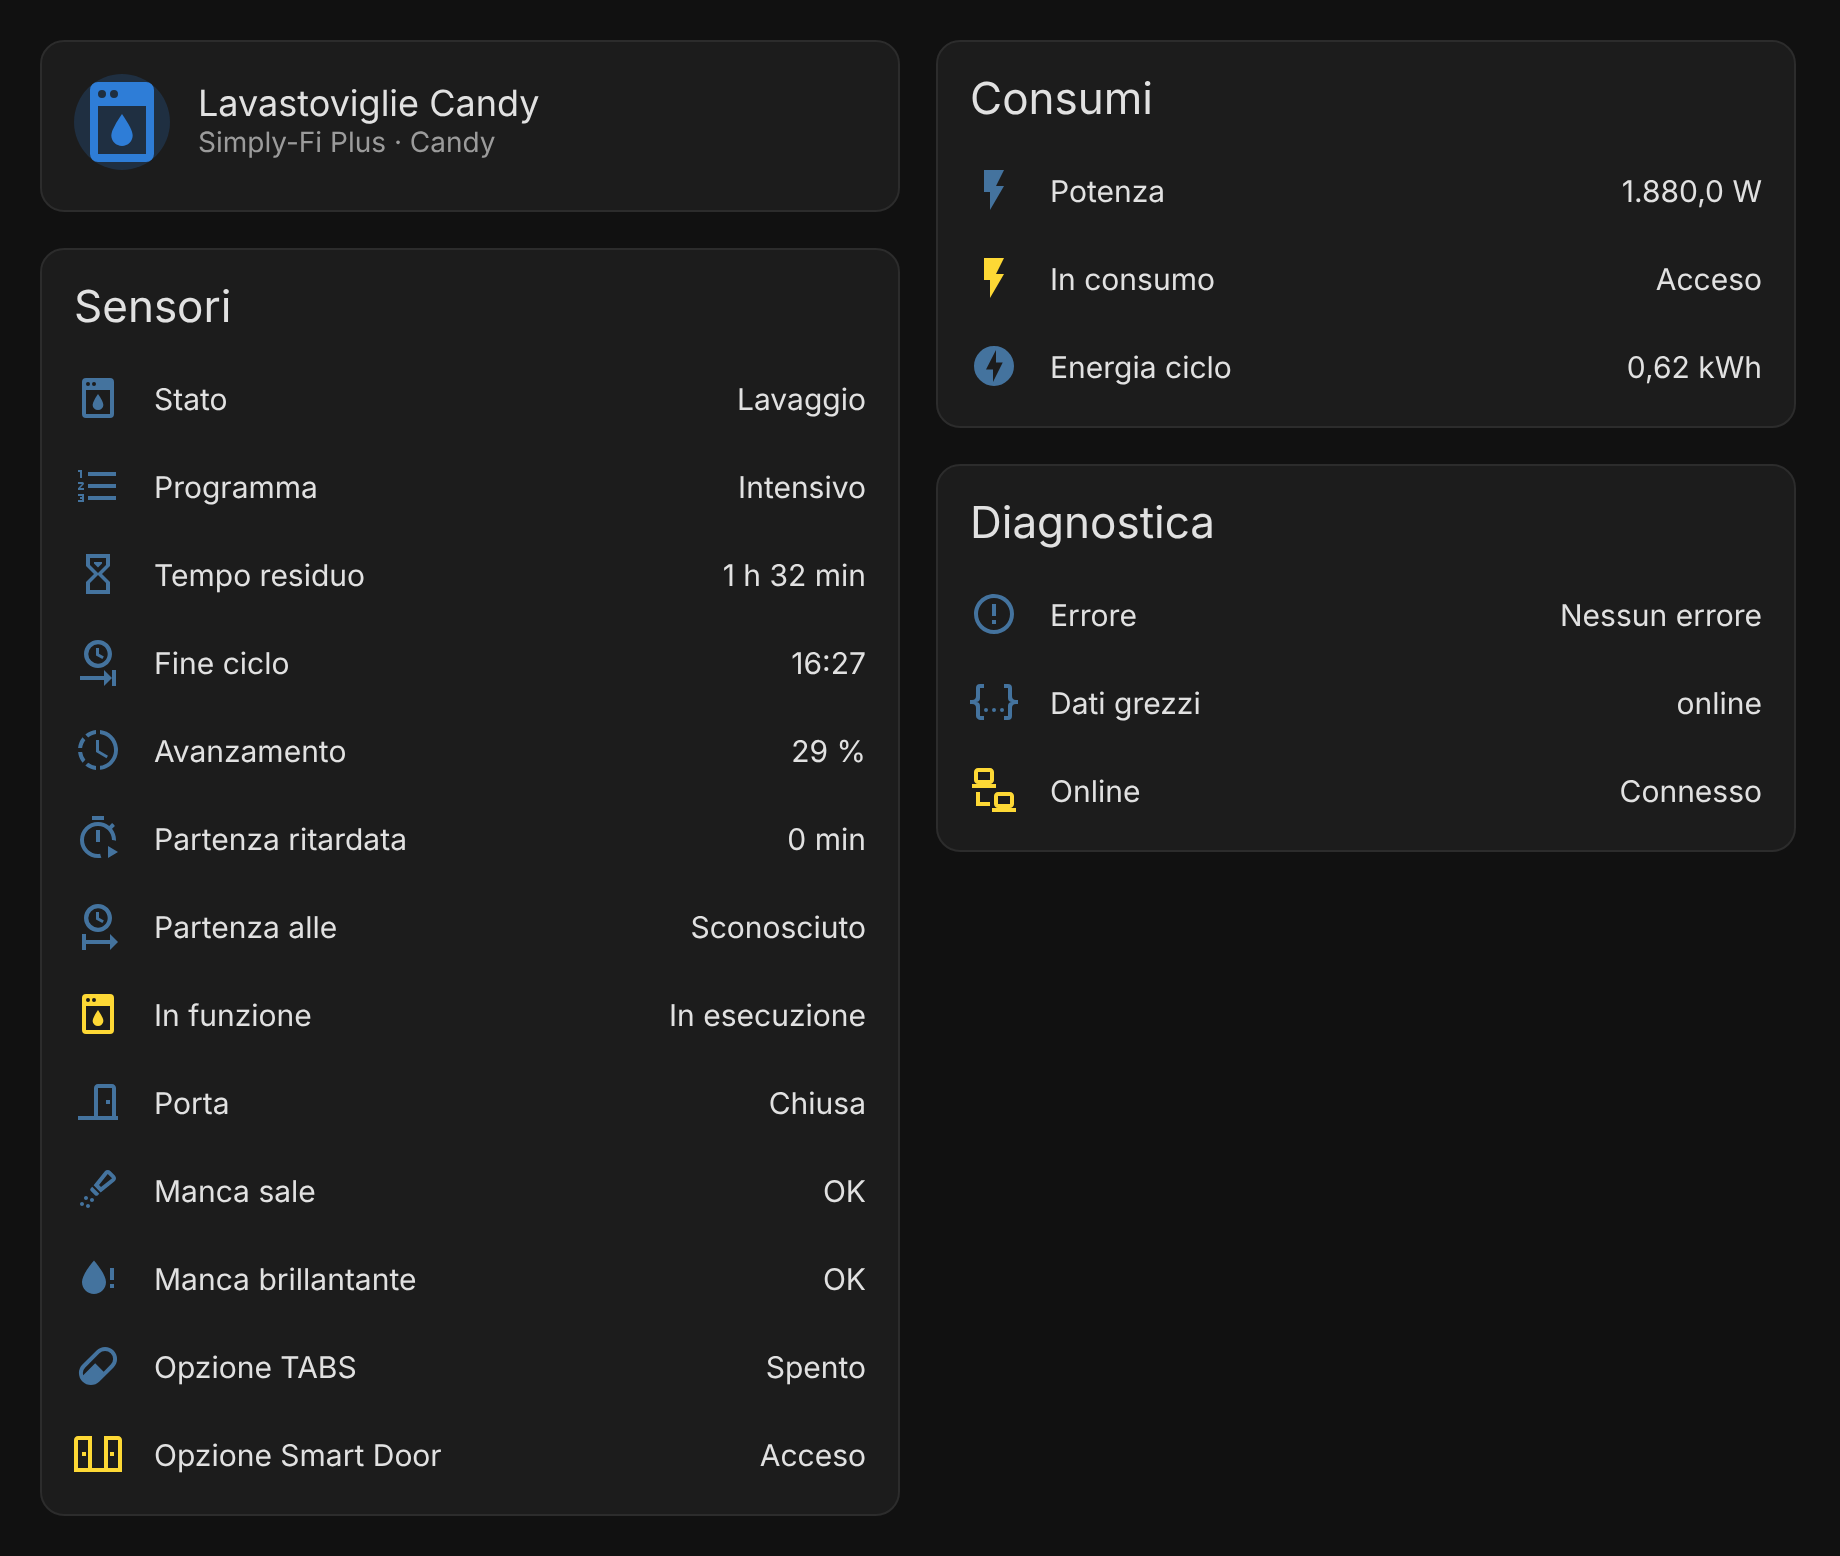 Lavastoviglie Candy
Simply-Fi Plus · Candy
Sensori
Stato Lavaggio
Programma Intensivo
Tempo residuo 1 h 32 min
Fine ciclo 16:27
Avanzamento 29 %
Partenza ritardata 0 min
Partenza alle Sconosciuto
In funzione In esecuzione
Porta Chiusa
Manca sale OK
Manca brillantante OK
Opzione TABS Spento
Opzione Smart Door Acceso
Consumi
Potenza 1.880,0 W
In consumo Acceso
Energia ciclo 0,62 kWh
Diagnostica
Errore Nessun errore
Dati grezzi online
Online Connesso